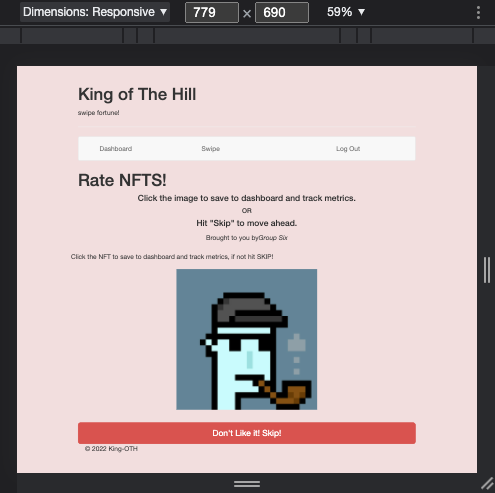 Dimensions: Responsive ▼ 779 × 690 59% ▼
King of The Hill
swipe fortune!
Dashboard Swipe Log Out
Rate NFTS!
Click the image to save to dashboard and track metrics.
OR
Hit "Skip" to move ahead.
Brought to you byGroup Six
Click the NFT to save to dashboard and track metrics, if not hit SKIP!
Don't Like it! Skip!
© 2022 King-OTH